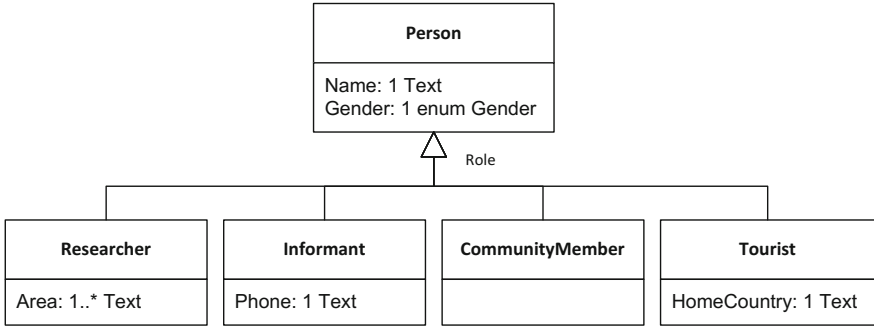 Person
Name: 1 Text
Gender: 1 enum Gender
Role
Researcher
Area: 1..* Text
Informant
Phone: 1 Text
CommunityMember
Tourist
HomeCountry: 1 Text